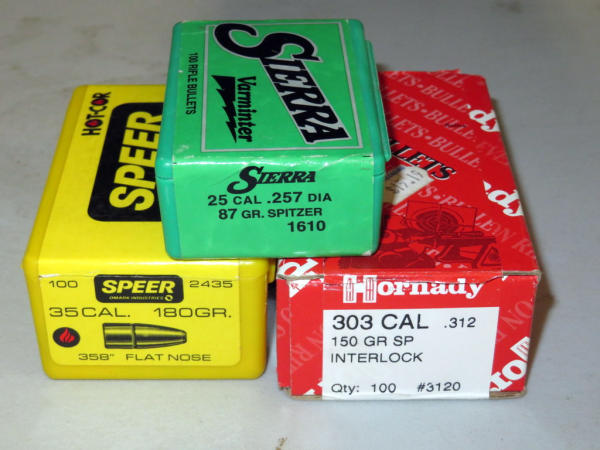 SIERRA
Varminter
100 RIFLE BULLETS
SIERRA
25 CAL .257 DIA
87 GR. SPITZER
1610
HOT-COR
SPEER
100 SPEER 2435
OMARK INDUSTRIES
35 CAL. 180 GR.
.358" FLAT NOSE
BULLETS
Hornady
303 CAL .312
150 GR SP
INTERLOCK
Qty: 100 #3120